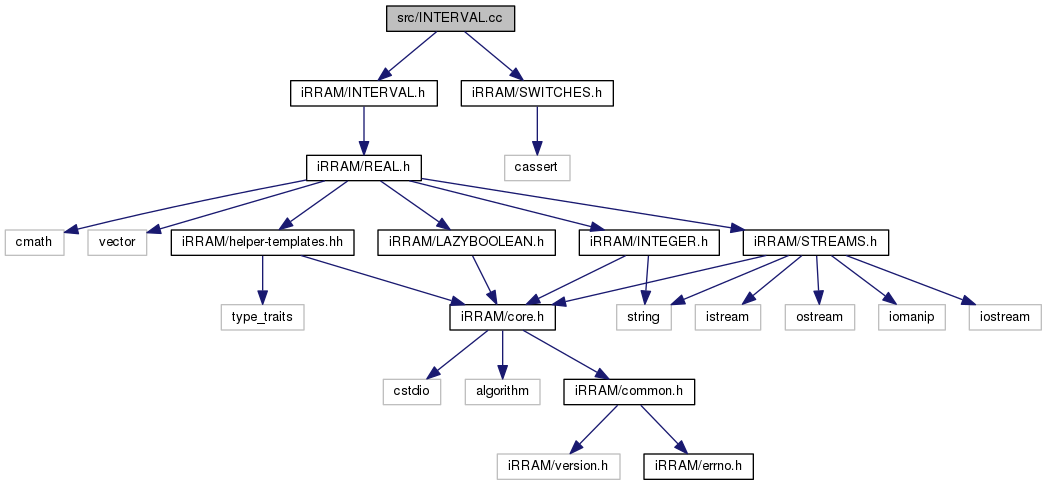 src/INTERVAL.cc
iRRAM/INTERVAL.h
iRRAM/SWITCHES.h
iRRAM/REAL.h
cassert
cmath
vector
iRRAM/helper-templates.hh
iRRAM/LAZYBOOLEAN.h
iRRAM/INTEGER.h
iRRAM/STREAMS.h
type_traits
iRRAM/core.h
string
istream
ostream
iomanip
iostream
cstdio
algorithm
iRRAM/common.h
iRRAM/version.h
iRRAM/errno.h